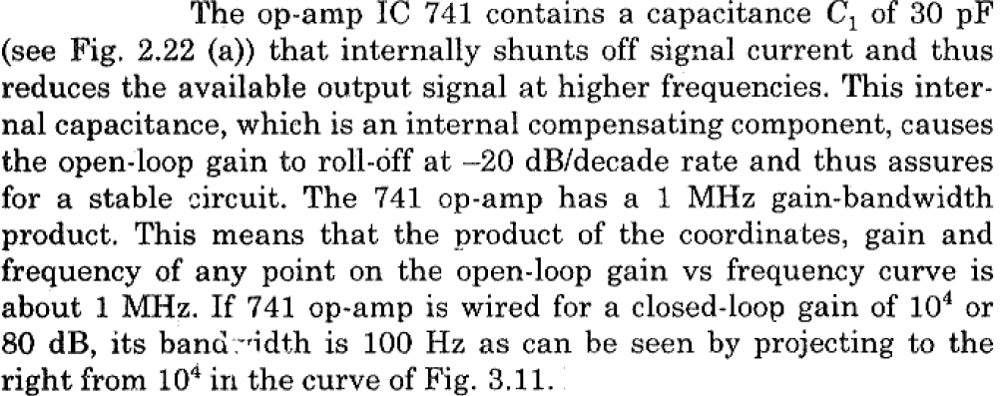 The op-amp IC 741 contains a capacitance C₁ of 30 pF
(see Fig. 2.22 (a)) that internally shunts off signal current and thus
reduces the available output signal at higher frequencies. This inter-
nal capacitance, which is an internal compensating component, causes
the open-loop gain to roll-off at –20 dB/decade rate and thus assures
for a stable circuit. The 741 op-amp has a 1 MHz gain-bandwidth
product. This means that the product of the coordinates, gain and
frequency of any point on the open-loop gain vs frequency curve is
about 1 MHz. If 741 op-amp is wired for a closed-loop gain of 10⁴ or
80 dB, its bandwidth is 100 Hz as can be seen by projecting to the
right from 10⁴ in the curve of Fig. 3.11.